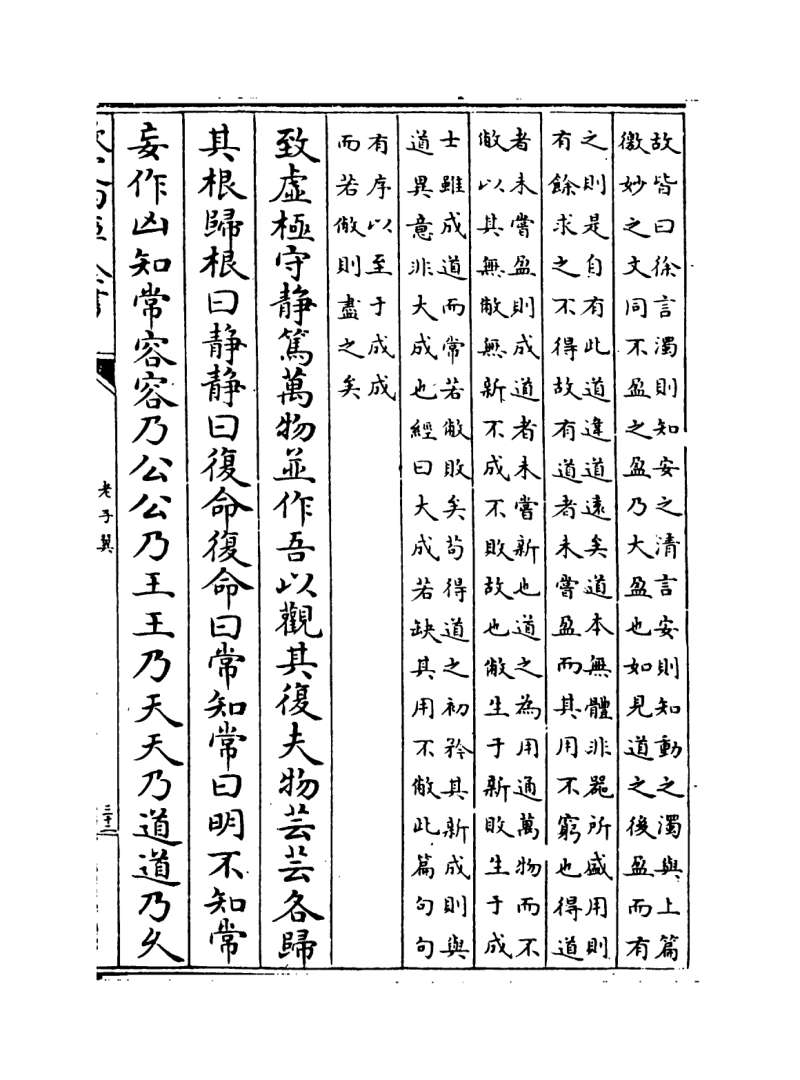 故皆曰徐言濁則知安之清言安則知動之濁與上篇
徼妙之文同不盈之盈乃大盈也如見道之後盈而有
之則是自有此道違道遠矣道本無體非器所盛用則
有餘求之不得故有道者未嘗盈而其用不窮也得道
者未嘗盈則成道者未嘗新也道之為用通萬物而不
敝以其無敝無新不成不敗故也敝生于新敗生于成
士雖成道而常若敝敗矣茍得道之初矜其新成則與
道異意非大成也經曰大成若缺其用不敝此篇句句
有序以至于成成
而若敝則盡之矣
致虛極守靜篤萬物並作吾以觀其復夫物芸芸各歸
其根歸根曰靜靜曰復命復命曰常知常曰明不知常
妄作凶知常容容乃公公乃王王乃天天乃道道乃久
老子翼
三十二